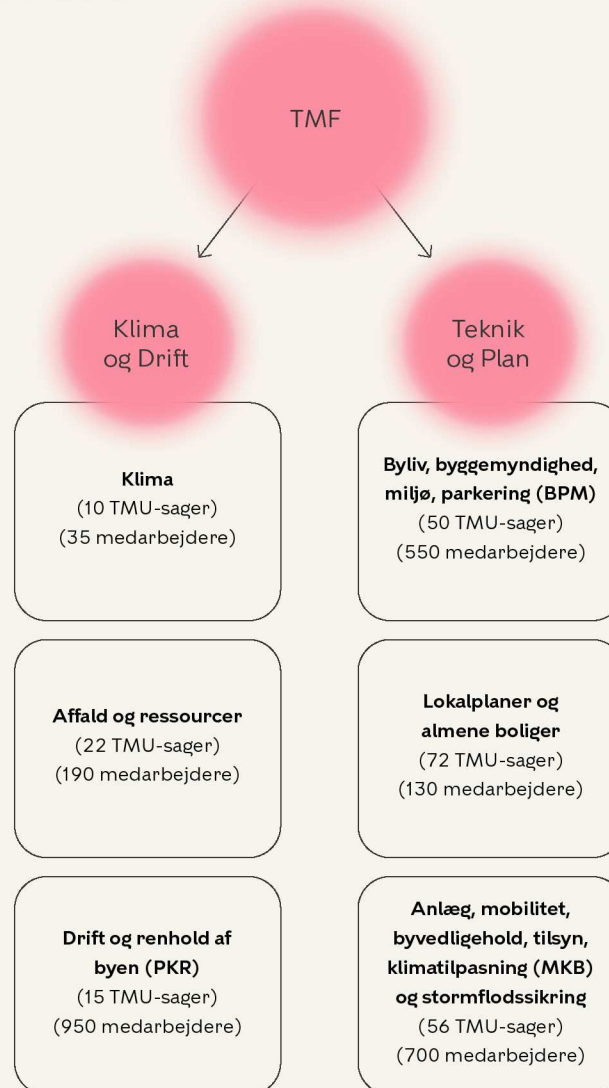 TMF
Klima
og Drift
Klima
(10 TMU-sager)
(35 medarbejdere)
Affald og ressourcer
(22 TMU-sager)
(190 medarbejdere)
Drift og renhold af
byen (PKR)
(15 TMU-sager)
(950 medarbejdere)
Teknik
og Plan
Byliv, byggemyndighed,
miljø, parkering (BPM)
(50 TMU-sager)
(550 medarbejdere)
Lokalplaner og
almene boliger
(72 TMU-sager)
(130 medarbejdere)
Anlæg, mobilitet,
byvedligehold, tilsyn,
klimatilpasning (MKB)
og stormflodssikring
(56 TMU-sager)
(700 medarbejdere)